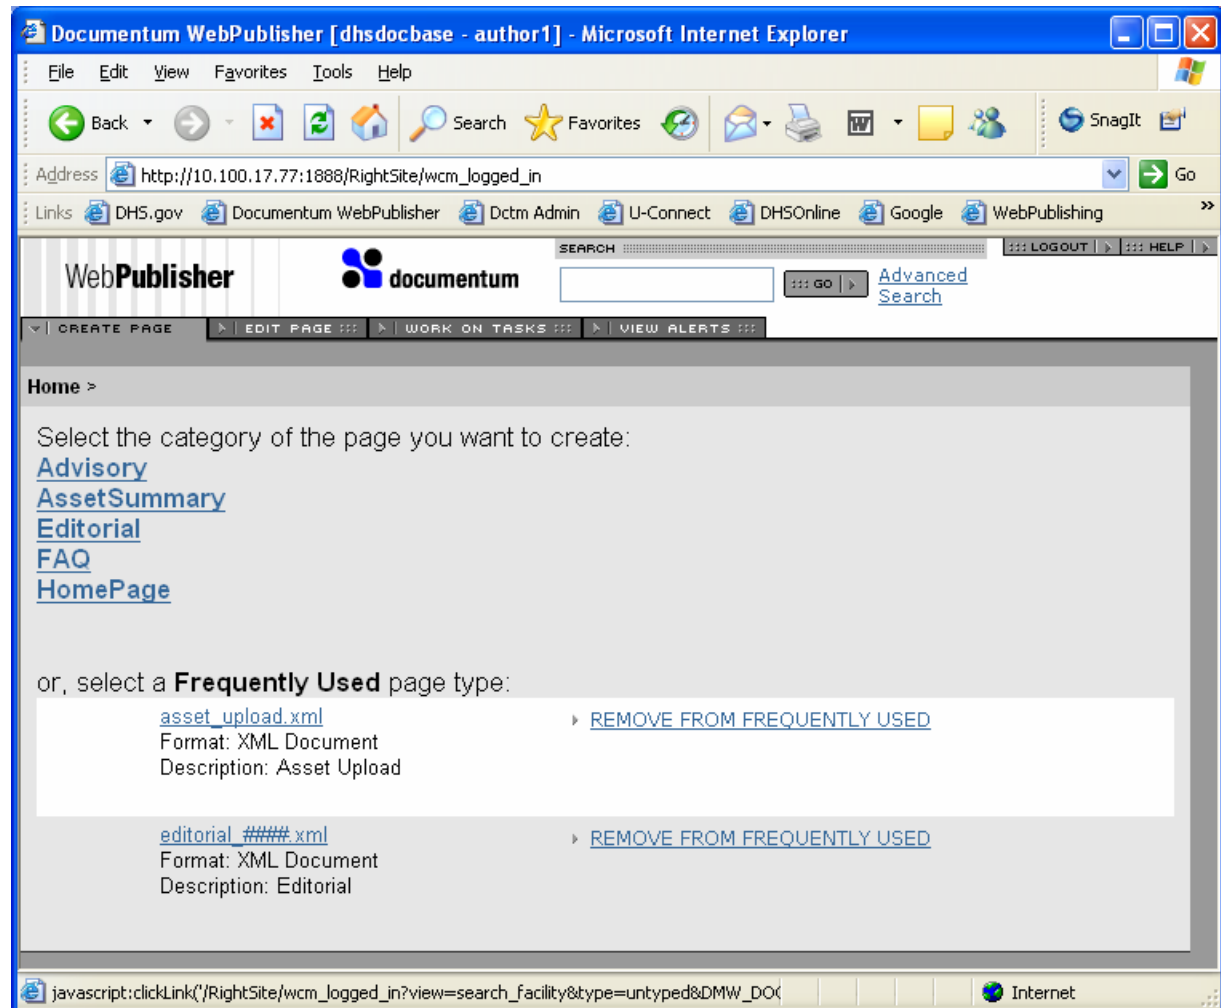 Documentum WebPublisher [dhsdocbase - author1] - Microsoft Internet Explorer
File Edit View Favorites Tools Help
Back Search Favorites SnagIt
Address http://10.100.17.77:1888/RightSite/wcm_logged_in Go
Links DHS.gov Documentum WebPublisher Dctm Admin U-Connect DHSOnline Google WebPublishing »
WebPublisher documentum SEARCH ::: GO Advanced Search ::: LOGOUT ::: HELP
CREATE PAGE EDIT PAGE ::: WORK ON TASKS ::: VIEW ALERTS :::
Home >
Select the category of the page you want to create:
Advisory
AssetSummary
Editorial
FAQ
HomePage
or, select a Frequently Used page type:
asset_upload.xml REMOVE FROM FREQUENTLY USED
Format: XML Document
Description: Asset Upload
editorial_####.xml REMOVE FROM FREQUENTLY USED
Format: XML Document
Description: Editorial
javascript:clickLink('/RightSite/wcm_logged_in?view=search_facility&type=untyped&DMW_DO Internet